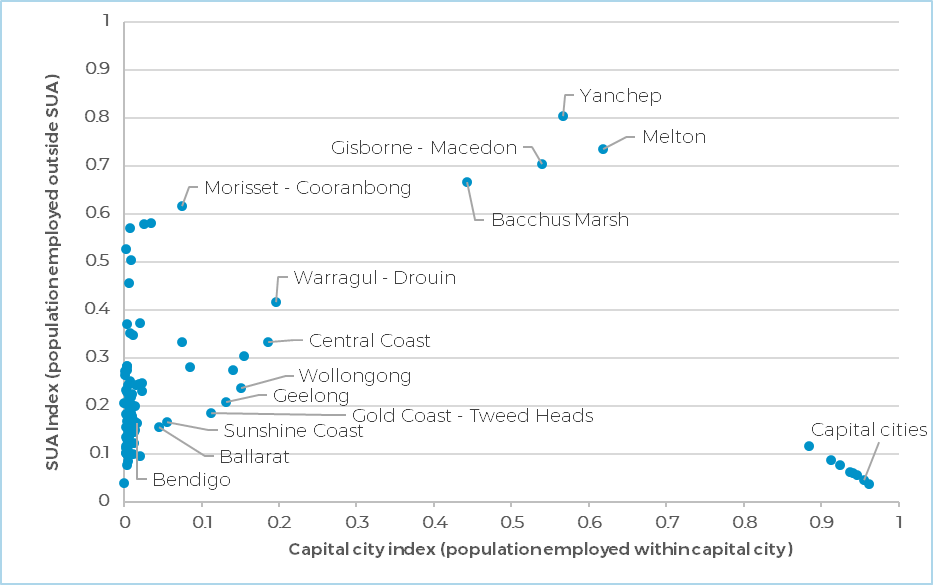 1
0.9
Yanchep
0.8
Melton
Gisborne - Macedon
0.7
Morisset - Cooranbong
Bacchus Marsh
0.6
0.5
Warragul - Drouin
0.4
Central Coast
0.3
Wollongong
Geelong
0.2
Gold Coast - Tweed Heads
Sunshine Coast
Capital cities
Ballarat
0.1
Bendigo
0
SUA Index (population employed outside SUA)
0 0.1 0.2 0.3 0.4 0.5 0.6 0.7 0.8 0.9 1
Capital city index (population employed within capital city)